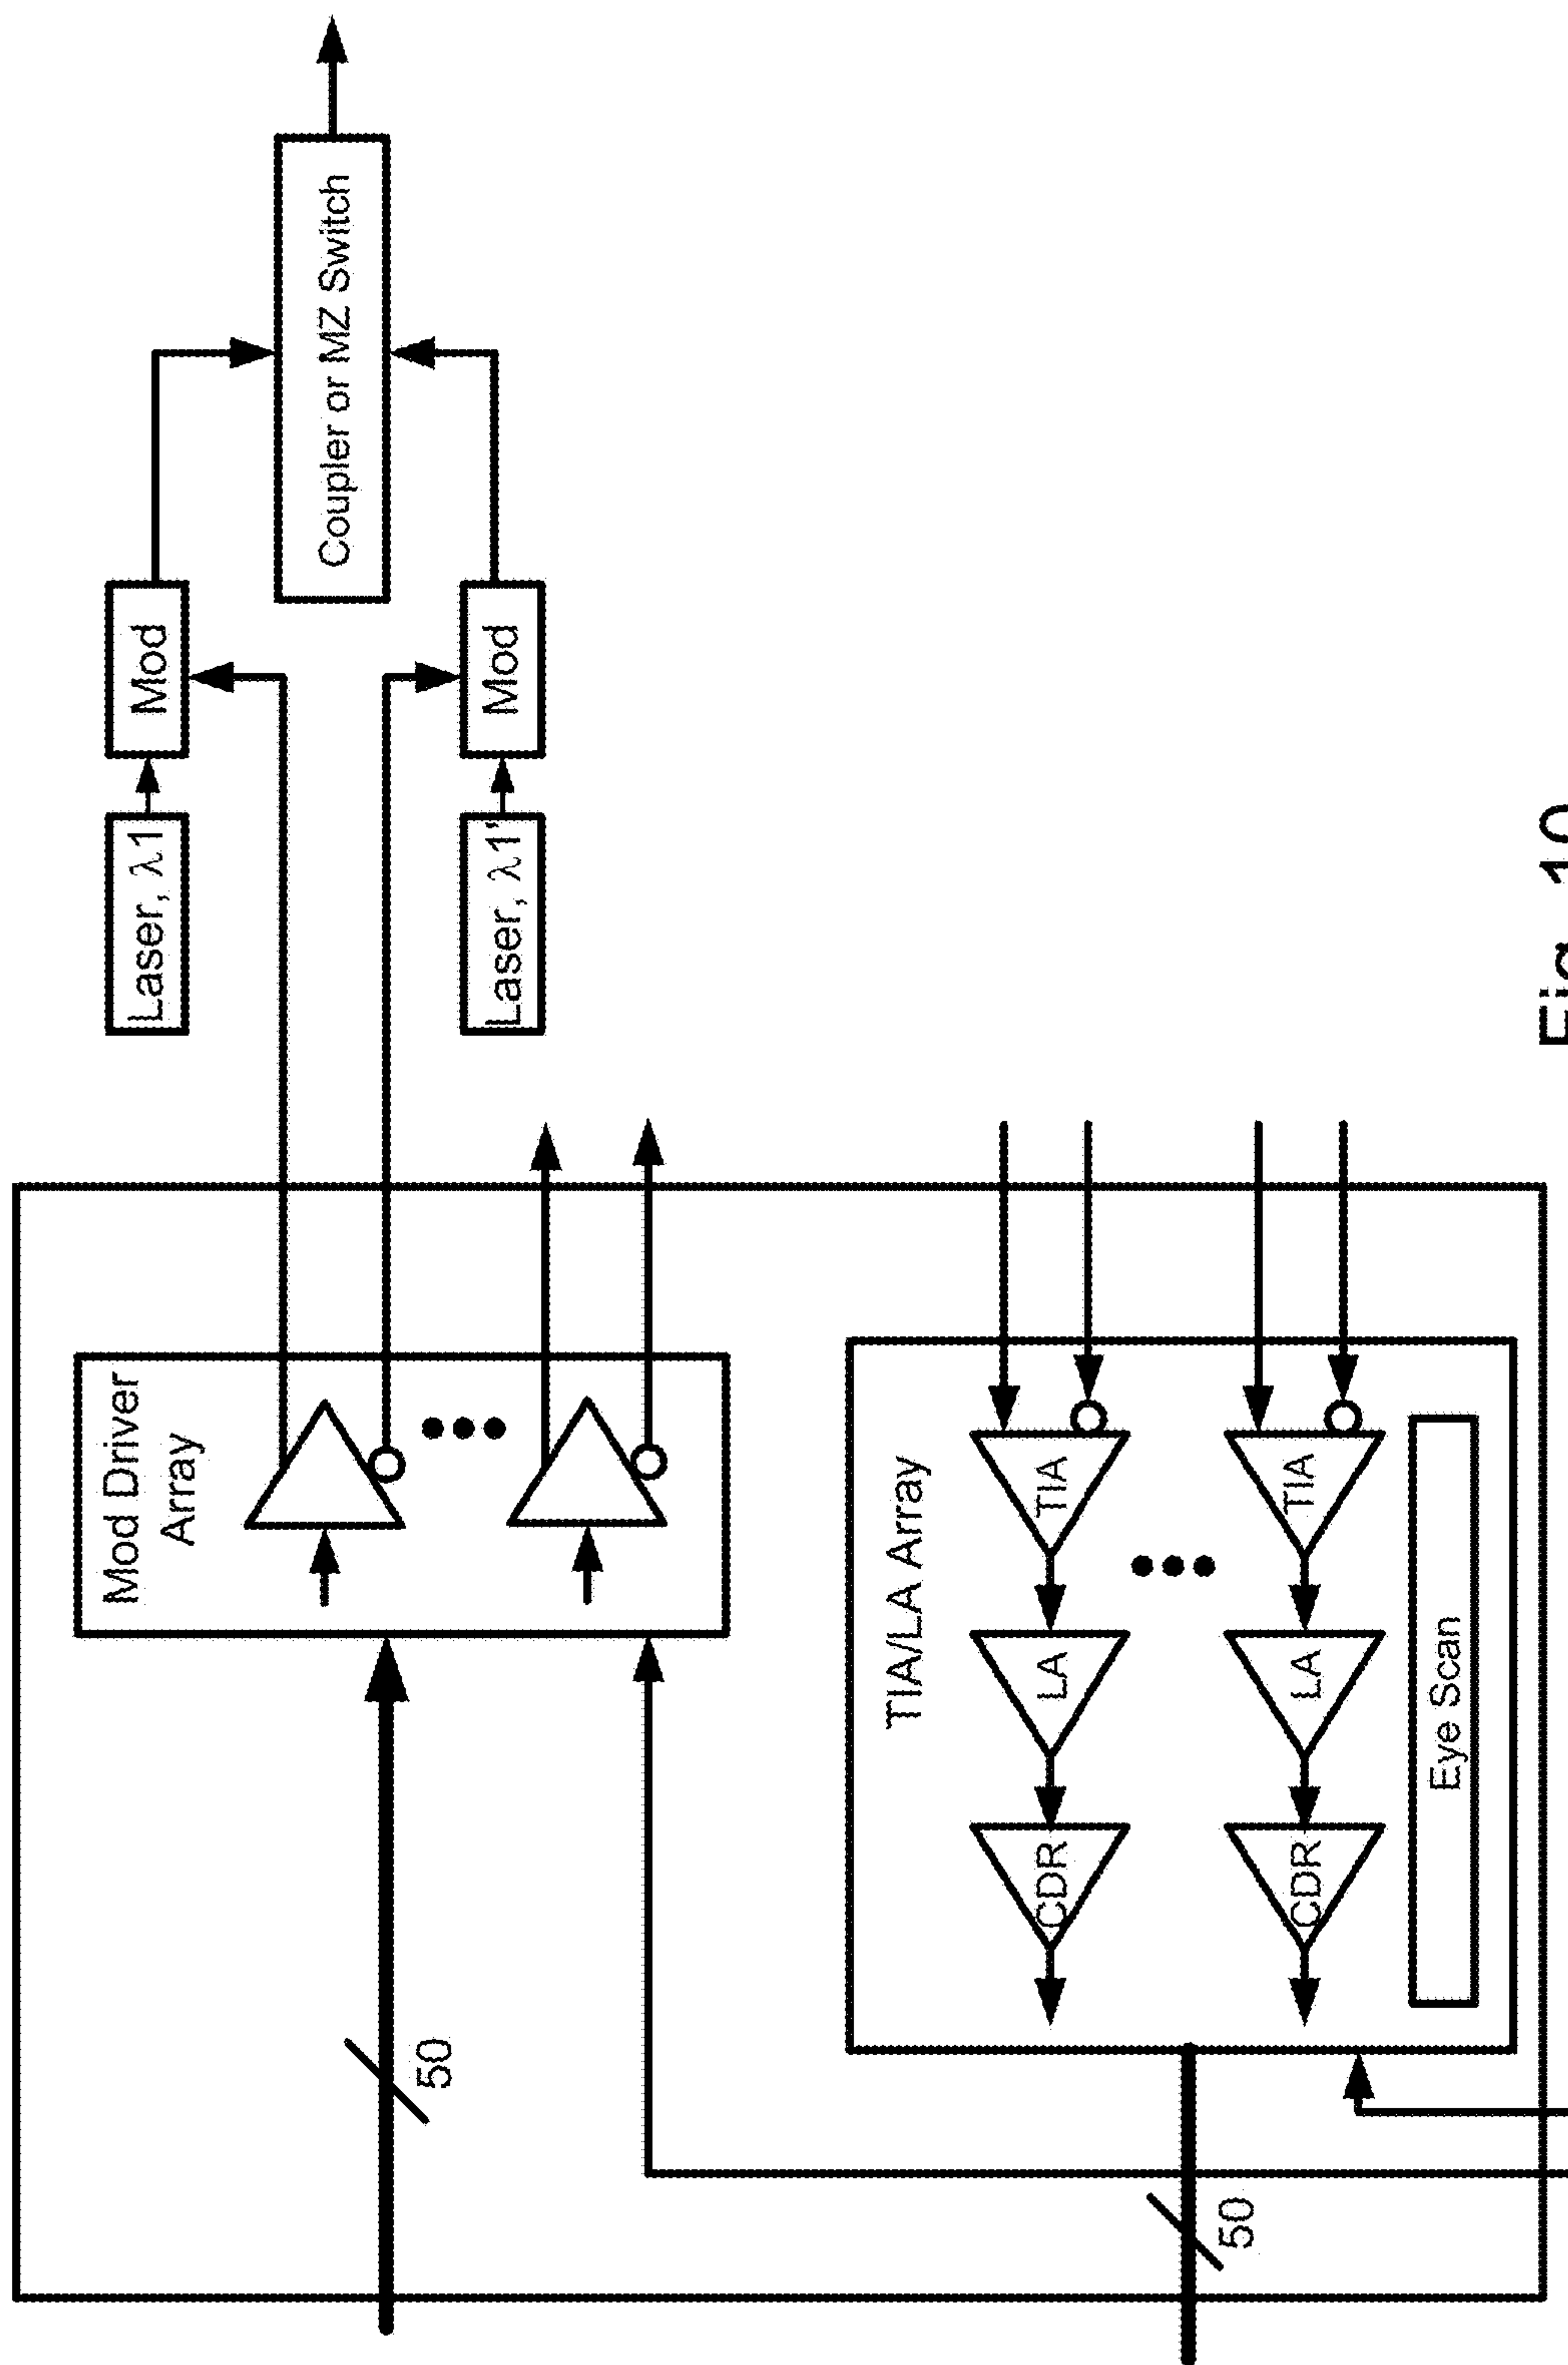 Mod Driver
Array
Laser, λ1
Mod
Coupler or MZ Switch
Laser, λ1'
Mod
50
TIA/LA Array
CDR
LA
TIA
CDR
LA
TIA
Eye Scan
50
Fig. 10